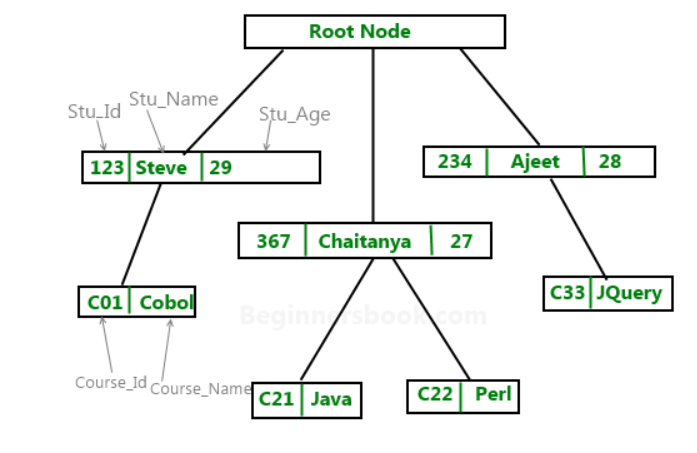 Root Node
Stu_Id
Stu_Name
Stu_Age
123 Steve 29
234 Ajeet 28
367 Chaitanya 27
C01 Cobol
C33 JQuery
Beginnersbook.com
Course_Id
Course_Name
C21 Java
C22 Perl